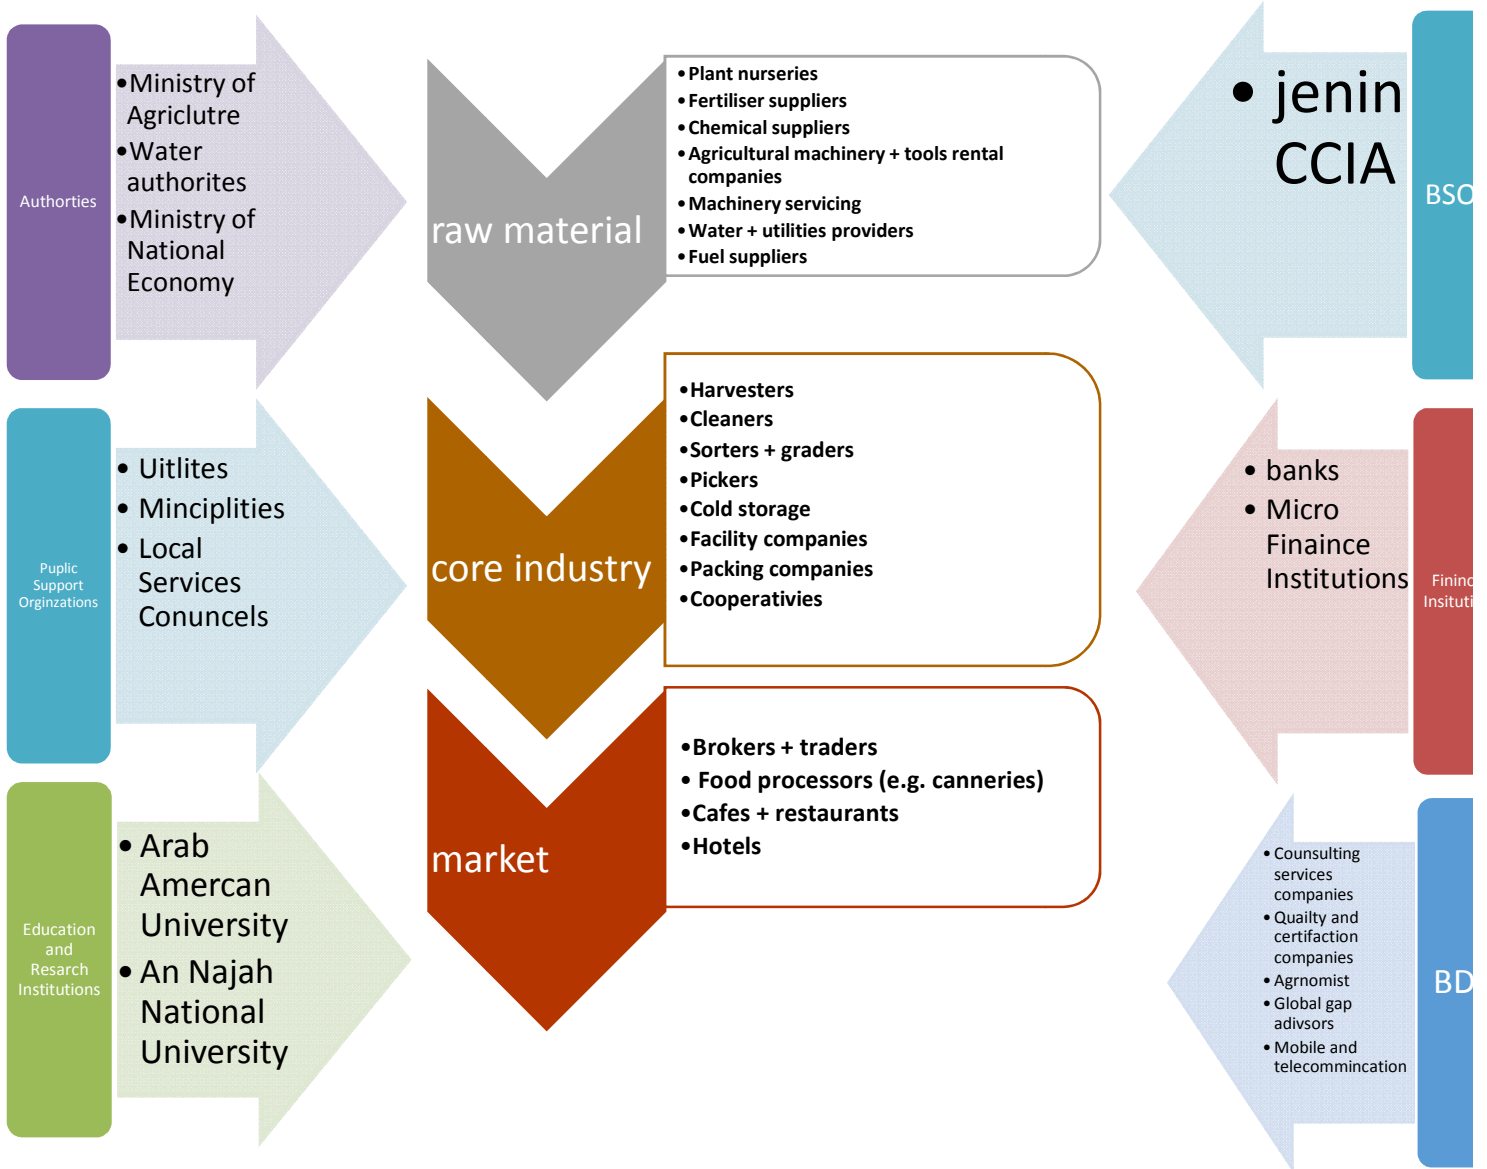 Authorties
•Ministry of
Agriclutre
•Water
authorites
•Ministry of
National
Economy
raw material
•Plant nurseries
•Fertiliser suppliers
•Chemical suppliers
•Agricultural machinery + tools rental
companies
•Machinery servicing
•Water + utilities providers
•Fuel suppliers
• jenin
CCIA
BSO
Puplic
Support
Orginzations
• Uitlites
• Minciplities
• Local
Services
Conuncels
core industry
•Harvesters
•Cleaners
•Sorters + graders
•Pickers
•Cold storage
•Facility companies
•Packing companies
•Cooperativies
• banks
• Micro
Finaince
Institutions
Education
and
Resarch
Institutions
• Arab
Amercan
University
• An Najah
National
University
market
•Brokers + traders
• Food processors (e.g. canneries)
•Cafes + restaurants
•Hotels
• Counsulting
services
companies
• Quailty and
certifaction
companies
• Agrnomist
• Global gap
adivsors
• Mobile and
telecommincation
BD